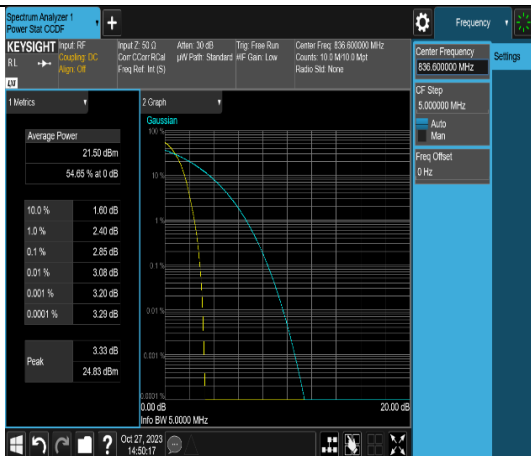 Spectrum Analyzer 1
Power Stat CCDF
Frequency
KEYSIGHT
RL
Input: RF
Coupling: DC
Align: Off
Input Z: 50 Ω
Corr CCorr RCal
Freq Ref: Int (S)
Atten: 30 dB
µW Path: Standard
Trig: Free Run
#IF Gain: Low
Center Freq: 836.600000 MHz
Counts: 10.0 M/10.0 Mpt
Radio Std: None
LXI
1 Metrics
Average Power
21.50 dBm
54.65 % at 0 dB
10.0 % 1.60 dB
1.0 % 2.40 dB
0.1 % 2.85 dB
0.01 % 3.08 dB
0.001 % 3.20 dB
0.0001 % 3.29 dB
Peak
3.33 dB
24.83 dBm
2 Graph
Gaussian
100 %
10 %
1 %
0.1 %
0.01 %
0.001 %
0.0001 %
0.00 dB
20.00 dB
Info BW 5.0000 MHz
Center Frequency
836.600000 MHz
Settings
CF Step
5.000000 MHz
Auto
Man
Freq Offset
0 Hz
?
Oct 27, 2023
14:50:17